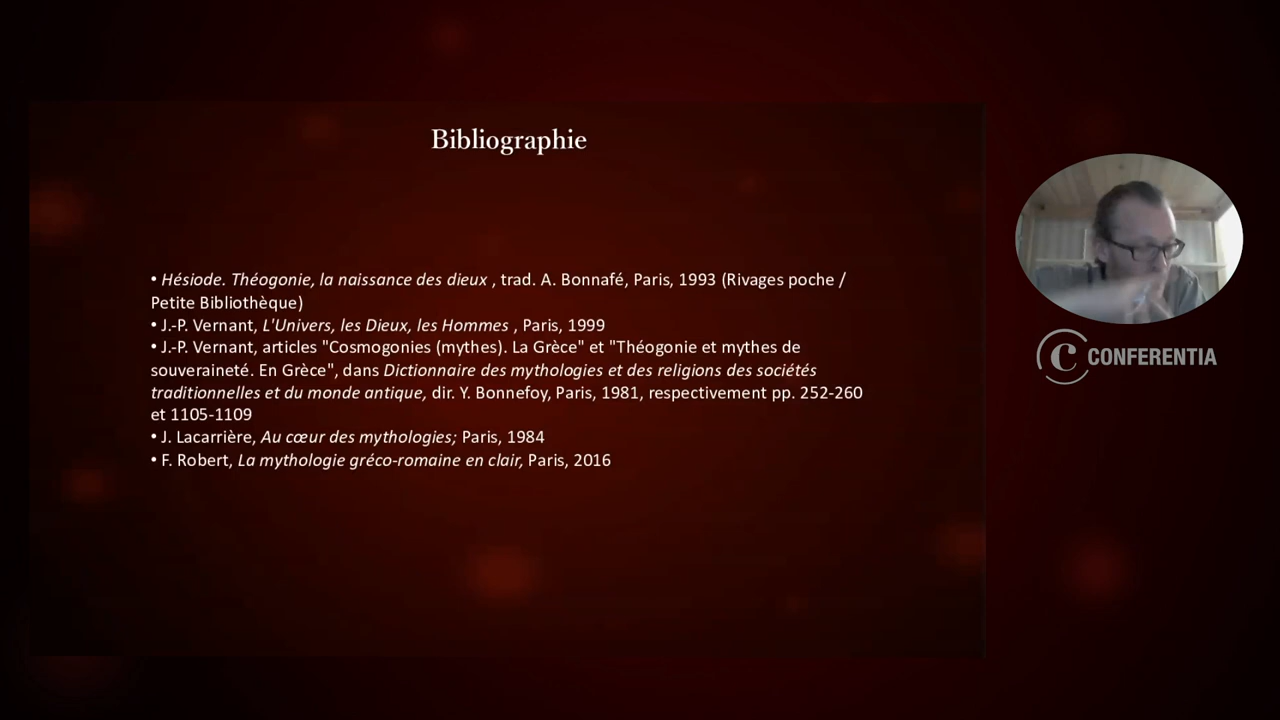 Bibliographie
• Hésiode. Théogonie, la naissance des dieux , trad. A. Bonnafé, Paris, 1993 (Rivages poche /
Petite Bibliothèque)
• J.-P. Vernant, L'Univers, les Dieux, les Hommes , Paris, 1999
• J.-P. Vernant, articles "Cosmogonies (mythes). La Grèce" et "Théogonie et mythes de
souveraineté. En Grèce", dans Dictionnaire des mythologies et des religions des sociétés
traditionnelles et du monde antique, dir. Y. Bonnefoy, Paris, 1981, respectivement pp. 252-260
et 1105-1109
• J. Lacarrière, Au cœur des mythologies; Paris, 1984
• F. Robert, La mythologie gréco-romaine en clair, Paris, 2016
C CONFERENTIA